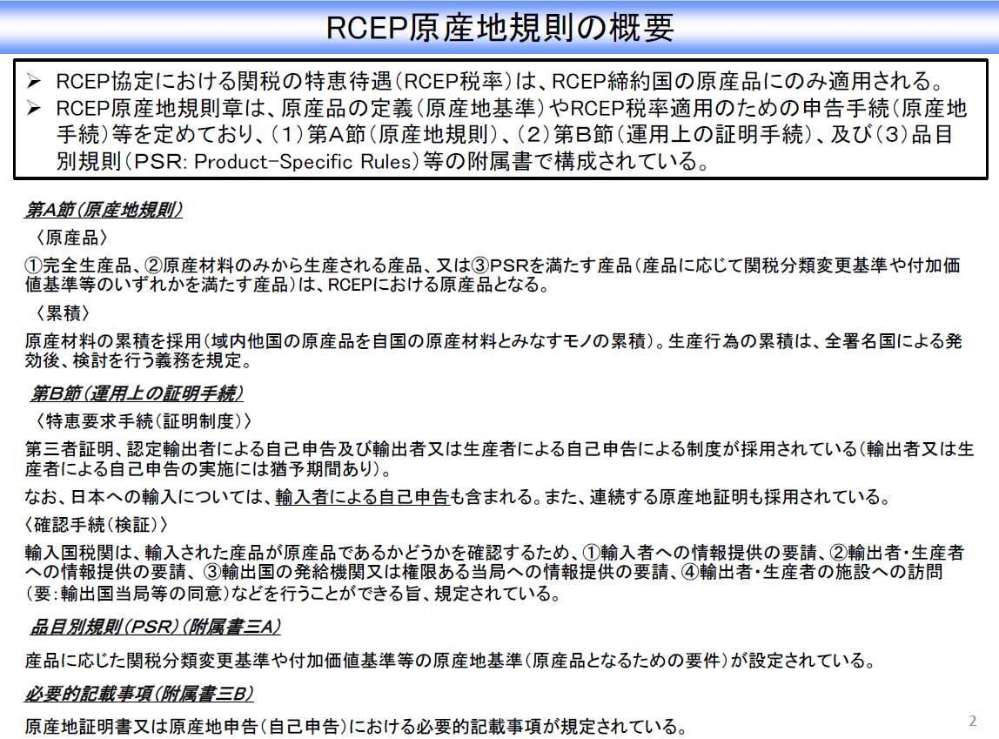 RCEP原産地規則の概要
➢ RCEP協定における関税の特恵待遇(RCEP税率)は、RCEP締約国の原産品にのみ適用される。
➢ RCEP原産地規則章は、原産品の定義(原産地基準)やRCEP税率適用のための申告手続(原産地
手続)等を定めており、(1)第A節(原産地規則)、(2)第B節(運用上の証明手続)、及び(3)品目
別規則(PSR: Product-Specific Rules)等の附属書で構成されている。
第A節(原産地規則)
〈原産品〉
①完全生産品、②原産材料のみから生産される産品、又は③PSRを満たす産品(産品に応じて関税分類変更基準や付加価
値基準等のいずれかを満たす産品)は、RCEPにおける原産品となる。
〈累積〉
原産材料の累積を採用(域内他国の原産品を自国の原産材料とみなすモノの累積)。生産行為の累積は、全署名国による発
効後、検討を行う義務を規定。
第B節(運用上の証明手続)
〈特恵要求手続(証明制度)〉
第三者証明、認定輸出者による自己申告及び輸出者又は生産者による自己申告による制度が採用されている(輸出者又は生
産者による自己申告の実施には猶予期間あり)。
なお、日本への輸入については、輸入者による自己申告も含まれる。また、連続する原産地証明も採用されている。
〈確認手続(検証)〉
輸入国税関は、輸入された産品が原産品であるかどうかを確認するため、①輸入者への情報提供の要請、②輸出者・生産者
への情報提供の要請、③輸出国の発給機関又は権限ある当局への情報提供の要請、④輸出者・生産者の施設への訪問
(要:輸出国当局等の同意)などを行うことができる旨、規定されている。
品目別規則(PSR)(附属書三A)
産品に応じた関税分類変更基準や付加価値基準等の原産地基準(原産品となるための要件)が設定されている。
必要的記載事項(附属書三B)
原産地証明書又は原産地申告(自己申告)における必要的記載事項が規定されている。
2